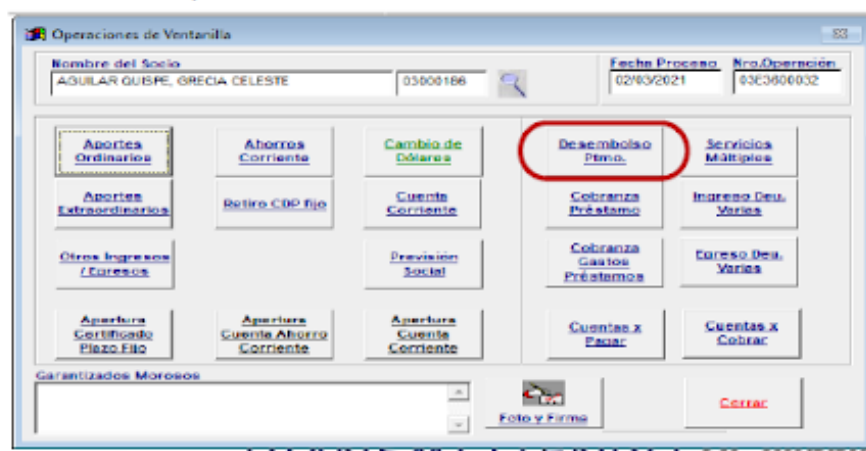 Operaciones de Ventanilla
Nombre del Socio
Fecha Proceso
Nro.Operación
AGUILAR QUISPE, GRECIA CELESTE
03000166
02/03/2021
03E3600032
Aportes
Ordinarios
Ahorros
Corriente
Cambio de
Dólares
Desembolso
Ptmo.
Servicios
Múltiples
Aportes
Extraordinarios
Retiro CDP fijo
Cuenta
Corriente
Cobranza
Préstamo
Ingreso Deu.
Varias
Otros Ingresos
/ Egresos
Previsión
Social
Cobranza
Gastos
Préstamos
Egreso Deu.
Varias
Apertura
Certificado
Plazo Fijo
Apertura
Cuenta Ahorro
Corriente
Apertura
Cuenta
Corriente
Cuentas x
Pagar
Cuentas x
Cobrar
Garantizados Morosos
Foto y Firma
Cerrar